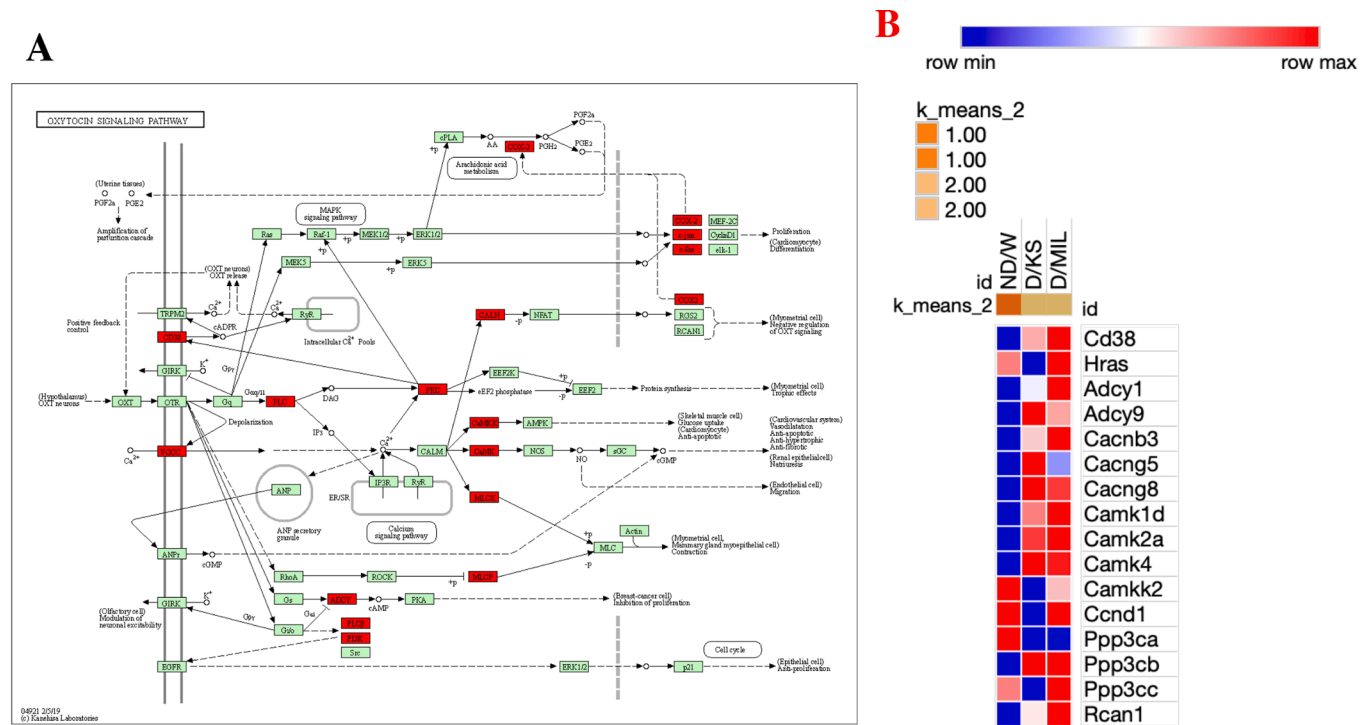 A
OXYTOCIN SIGNALING PATHWAY
(Uterine tissues)
PGF2a PGE2
Amplification of
parturition cascade
cPLA
+p
AA
COX-2
PGH2
PGF2a
PGE2
Arachidonic acid
metabolism
MAPK
signaling pathway
Ras
Raf-1
+p
MEK1/2
+p
ERK1/2
+p
MEK5
ERK5
COX-2
MEF-2C
c-jun
CyclinD1
c-fos
elk-1
Proliferation
(Cardiomyocyte)
Differentiation
(OXT neurons)
OXT release
Positive feedback
control
TRPM2
Ca2+
Ca2+
RyR
cADPR
CD38
Intracellular Ca2+ Pools
CALN
-p
NFAT
COX2
RGS2
RCAN1
(Myometrial cell)
Negative regulation
of OXT signaling
GIRK
K+
Gβγ
(Hypothalamus)
OXT neurons
OXT
OTR
Gq
Gαq/11
PLC
DAG
PKC
EEF2K
eEF2 phosphatase
+p
-p
EEF2
Protein synthesis
(Myometrial cell)
Trophic effects
Depolarization
IP3
Ca2+
VOCC
Ca2+
CALM
CaMKK
AMPK
(Skeletal muscle cell)
Glucose uptake
(Cardiomyocyte)
Anti-apoptotic
CaMK
NOS
NO
sGC
cGMP
(Cardiovascular system)
Vasodilatation
Anti-apoptotic
Anti-hypertrophic
Anti-fibrotic
(Renal epithelial cell)
Natriuresis
(Endothelial cell)
Migration
ANP
ANP secretory
granule
IP3R
RyR
ER/SR
Calcium
signaling pathway
MLCK
ANPr
cGMP
Actin
+p
MLC
-p
(Myometrial cell,
Mammary gland myoepithelial cell)
Contraction
RhoA
ROCK
+p
MLCP
Gs
ADCY
cAMP
PKA
(Breast-cancer cell)
Inhibition of proliferation
GIRK
K+
(Olfactory cell)
Modulation of
neuronal excitability
Gβγ
Gi/o
Gαi
PLCβ
PI3K
Src
EGFR
ERK1/2
p21
Cell cycle
(Epithelial cell)
Anti-proliferation
04921 2/5/19
(c) Kanehisa Laboratories
B
row min row max
k_means_2
1.00
1.00
2.00
2.00
id ND/W D/KS D/MIL
k_means_2 id
Cd38
Hras
Adcy1
Adcy9
Cacnb3
Cacng5
Cacng8
Camk1d
Camk2a
Camk4
Camkk2
Ccnd1
Ppp3ca
Ppp3cb
Ppp3cc
Rcan1